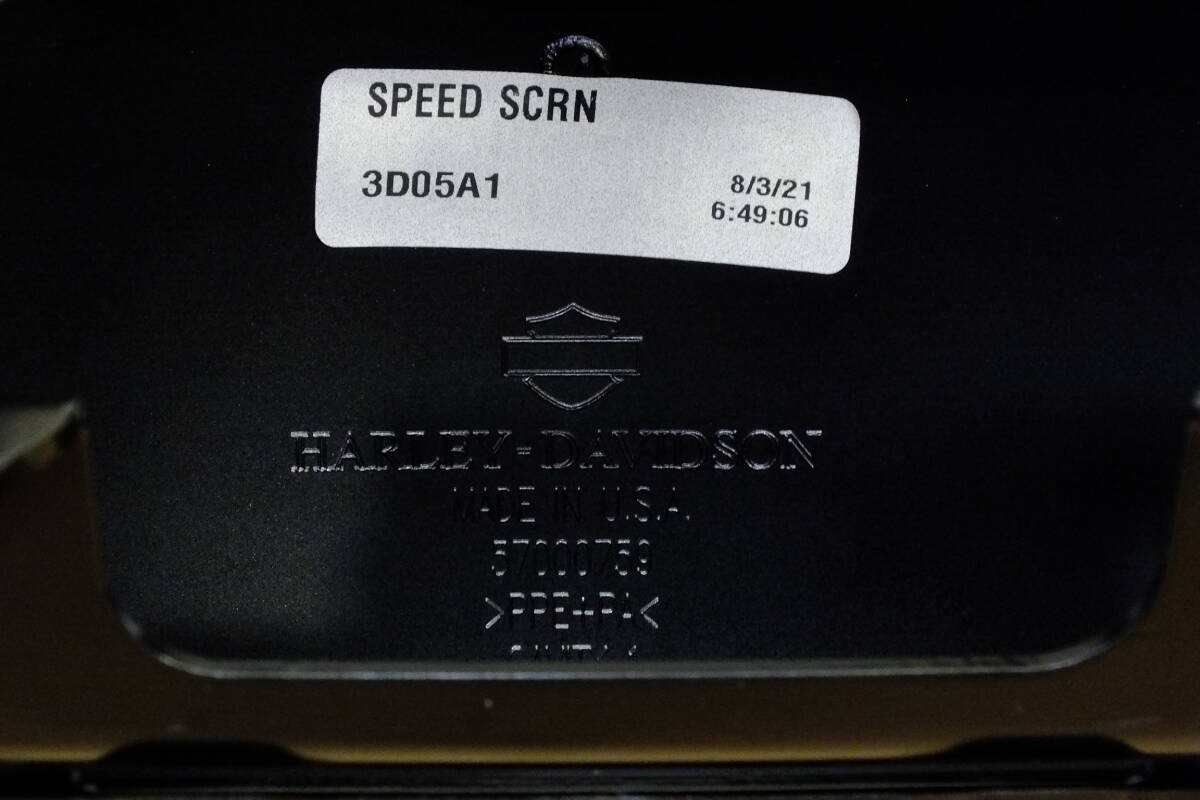 SPEED SCRN
3D05A1
8/3/21
6:49:06
HARLEY-DAVIDSON
MADE IN U.S.A.
57000759
>PPE+PA<